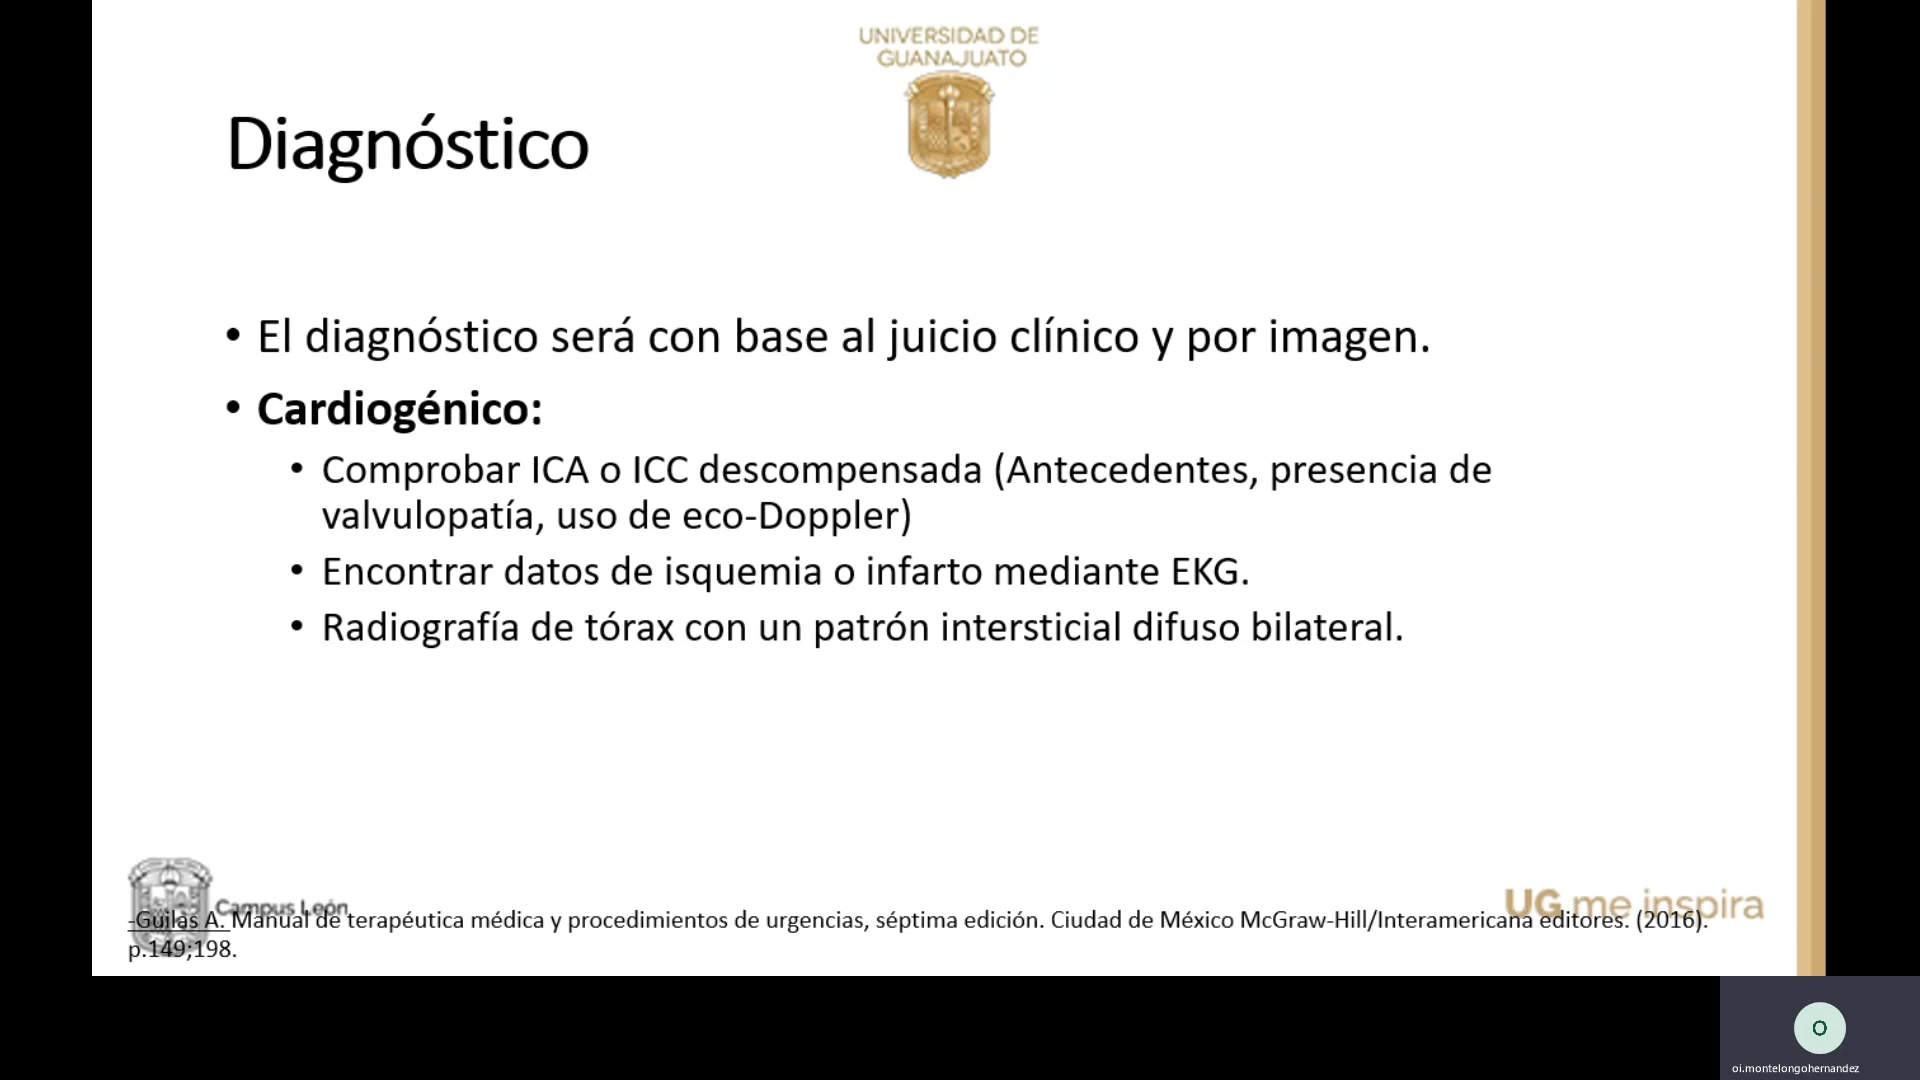 UNIVERSIDAD DE
GUANAJUATO
Diagnóstico
• El diagnóstico será con base al juicio clínico y por imagen.
• Cardiogénico:
• Comprobar ICA o ICC descompensada (Antecedentes, presencia de
valvulopatía, uso de eco-Doppler)
• Encontrar datos de isquemia o infarto mediante EKG.
• Radiografía de tórax con un patrón intersticial difuso bilateral.
Campus León
UG me inspira
-Guilas A. Manual de terapéutica médica y procedimientos de urgencias, séptima edición. Ciudad de México McGraw-Hill/Interamericana editores. (2016).
p.149;198.
O
oi.montelongohernandez